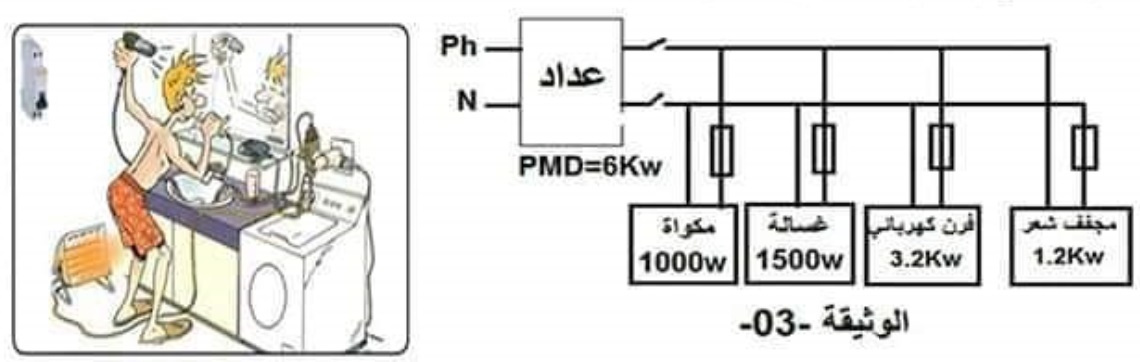 Ph
N
عداد
PMD=6Kw
مكواة
1000w
غسالة
1500w
فرن كهربائي
3.2Kw
مجفف شعر
1.2Kw
الوثيقة -03-